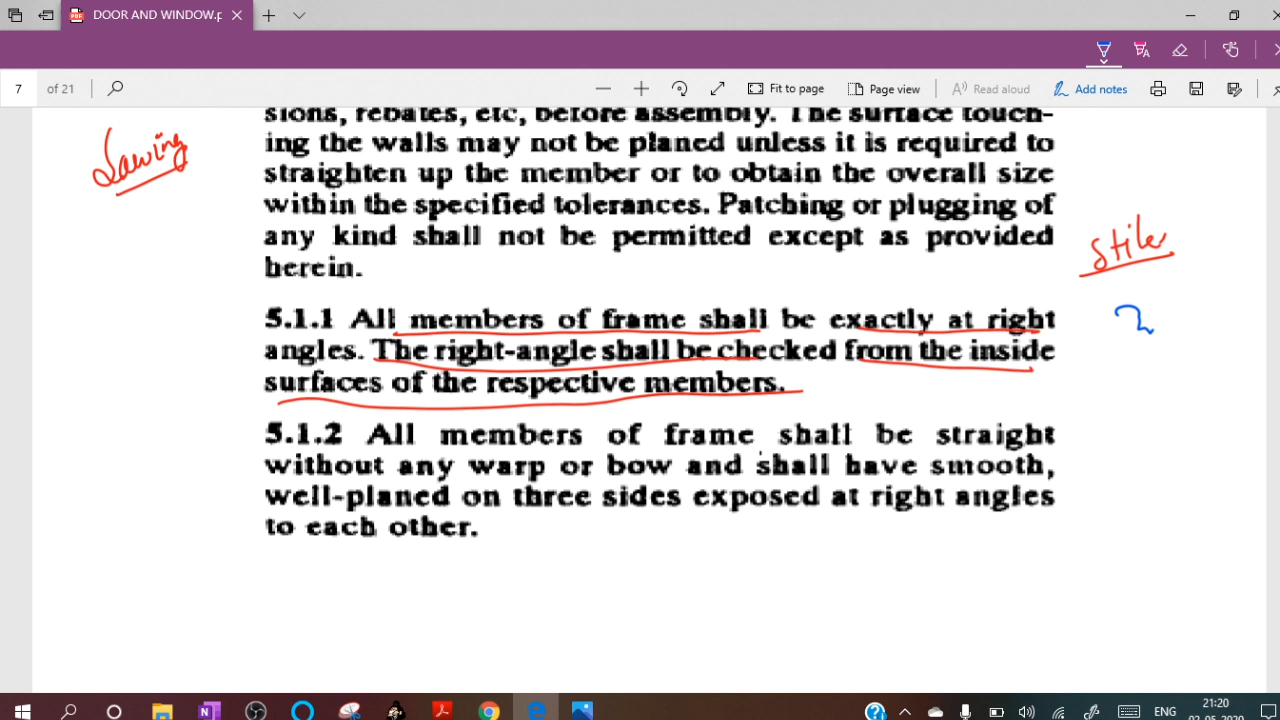 DOOR AND WINDOW.p
7 of 21
Fit to page
Page view
Read aloud
Add notes
sions, rebates, etc, before assembly. The surface touch-
ing the walls may not be planed unless it is required to
straighten up the member or to obtain the overall size
within the specified tolerances. Patching or plugging of
any kind shall not be permitted except as provided
herein.
5.1.1 All members of frame shall be exactly at right
angles. The right-angle shall be checked from the inside
surfaces of the respective members.
5.1.2 All members of frame shall be straight
without any warp or bow and shall have smooth,
well-planed on three sides exposed at right angles
to each other.
Sawing
stile
2
ENG
21:20
02-05-2020